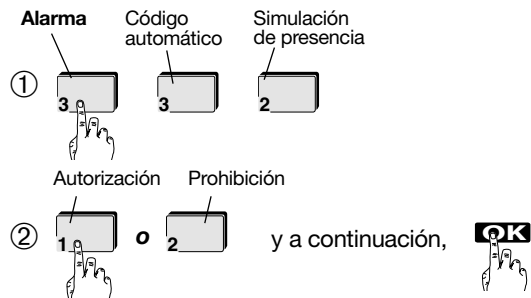 Alarma Código automático Simulación de presencia
① 3 3 2
Autorización Prohibición
② 1 o 2 y a continuación, OK